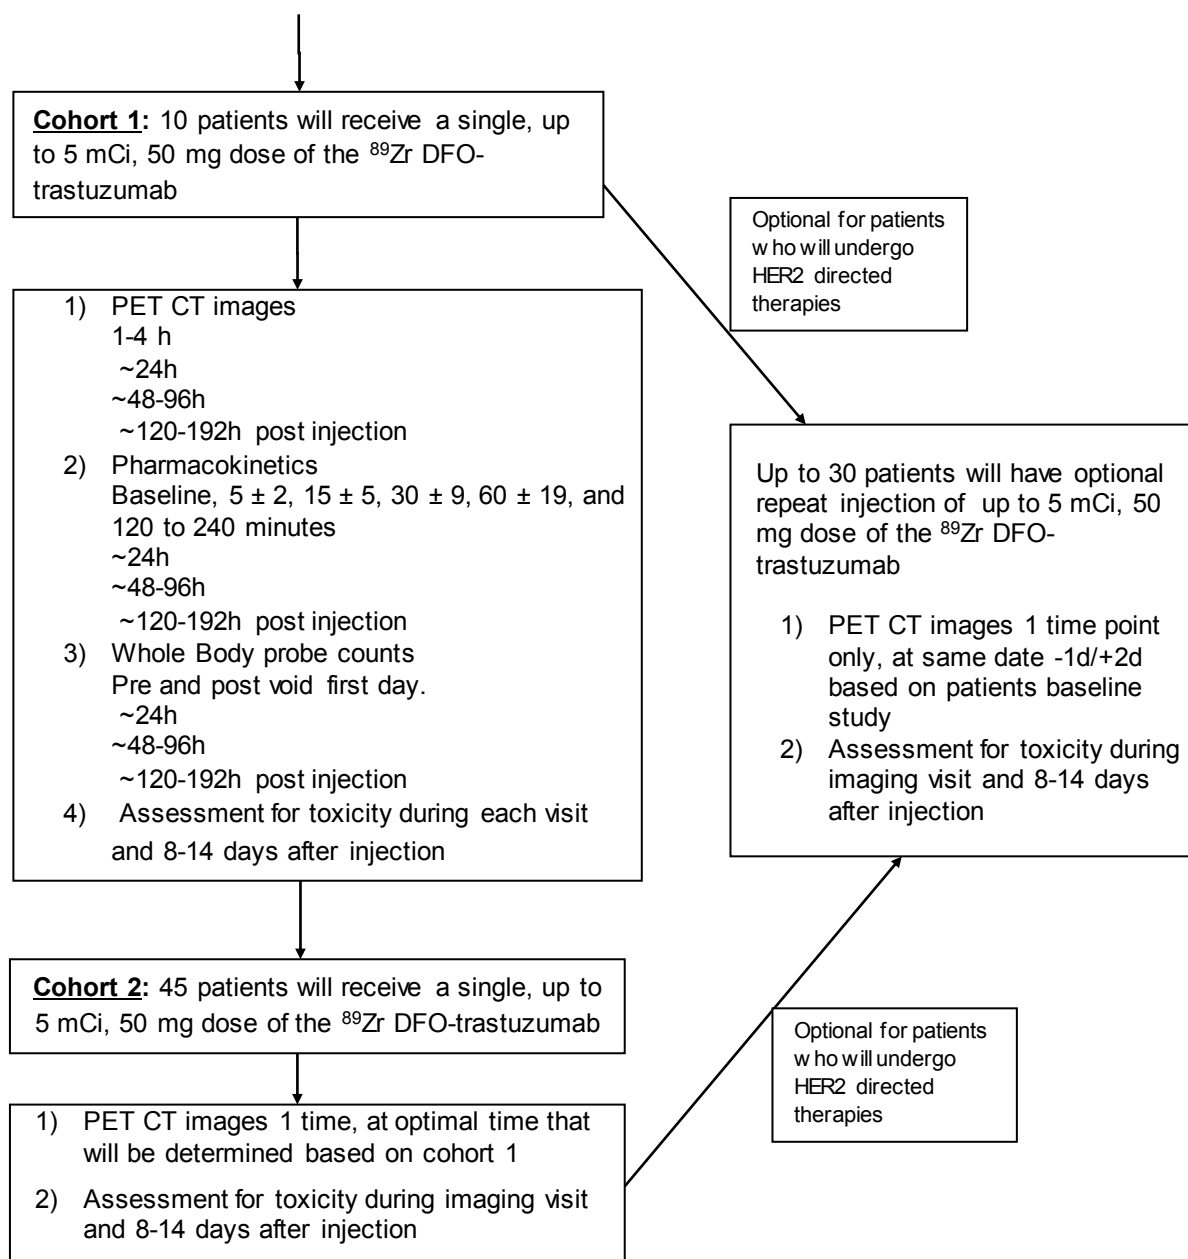 Cohort 1: 10 patients will receive a single, up
to 5 mCi, 50 mg dose of the ⁸⁹Zr DFO-
trastuzumab
Optional for patients
who will undergo
HER2 directed
therapies
1) PET CT images
1-4 h
~24h
~48-96h
~120-192h post injection
2) Pharmacokinetics
Baseline, 5 ± 2, 15 ± 5, 30 ± 9, 60 ± 19, and
120 to 240 minutes
~24h
~48-96h
~120-192h post injection
3) Whole Body probe counts
Pre and post void first day.
~24h
~48-96h
~120-192h post injection
4) Assessment for toxicity during each visit
and 8-14 days after injection
Up to 30 patients will have optional
repeat injection of up to 5 mCi, 50
mg dose of the ⁸⁹Zr DFO-
trastuzumab
1) PET CT images 1 time point
only, at same date -1d/+2d
based on patients baseline
study
2) Assessment for toxicity during
imaging visit and 8-14 days
after injection
Cohort 2: 45 patients will receive a single, up to
5 mCi, 50 mg dose of the ⁸⁹Zr DFO-trastuzumab
Optional for patients
who will undergo
HER2 directed
therapies
1) PET CT images 1 time, at optimal time that
will be determined based on cohort 1
2) Assessment for toxicity during imaging visit
and 8-14 days after injection